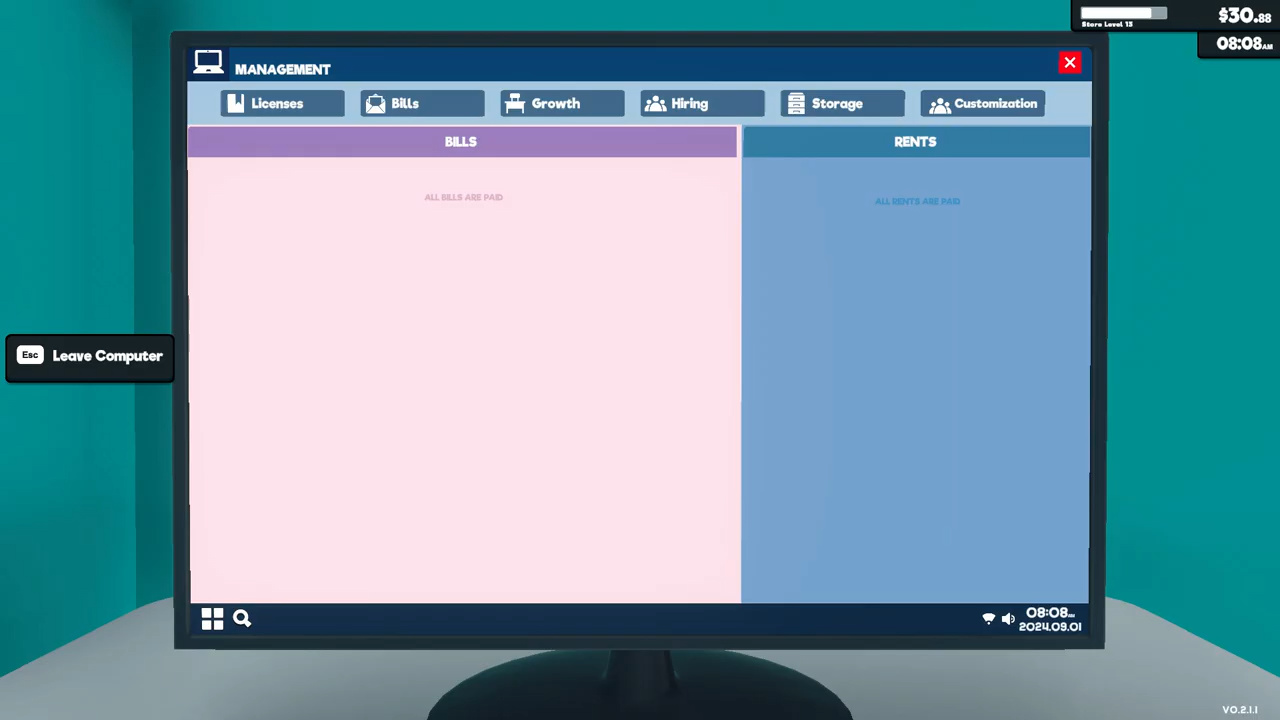 $30.88
Store Level 15
08:08AM
MANAGEMENT
Licenses
Bills
Growth
Hiring
Storage
Customization
BILLS
RENTS
ALL BILLS ARE PAID
ALL RENTS ARE PAID
Esc Leave Computer
08:08AM
2024.09.01
V0.2.1.1